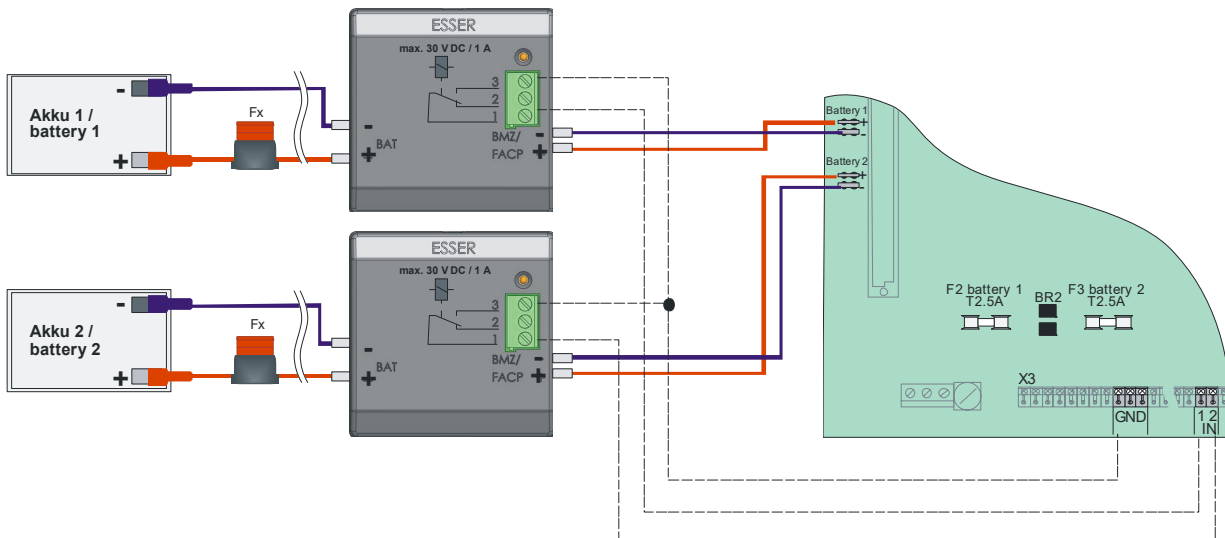 ESSER
max. 30 V DC / 1 A
3
2
1
Akku 1 /
battery 1
-
+
Fx
-
+ BAT
BMZ/ -
FACP +
Battery 1
+
-
Battery 2
+
-
ESSER
max. 30 V DC / 1 A
3
2
1
Akku 2 /
battery 2
-
+
Fx
-
+ BAT
BMZ/ -
FACP +
F2 battery 1
T2.5A
BR2
F3 battery 2
T2.5A
X3
GND
1 2
IN